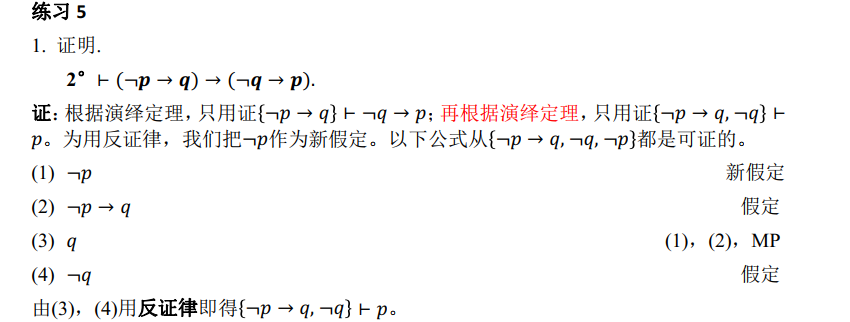 练习 5
1. 证明.
2° ⊢ (¬p → q) → (¬q → p).
证: 根据演绎定理，只用证{¬p → q} ⊢ ¬q → p；再根据演绎定理，只用证{¬p → q, ¬q} ⊢
p。为用反证律，我们把¬p作为新假定。以下公式从{¬p → q, ¬q, ¬p}都是可证的。
(1) ¬p 新假定
(2) ¬p → q 假定
(3) q (1)，(2)，MP
(4) ¬q 假定
由(3)，(4)用反证律即得{¬p → q, ¬q} ⊢ p。